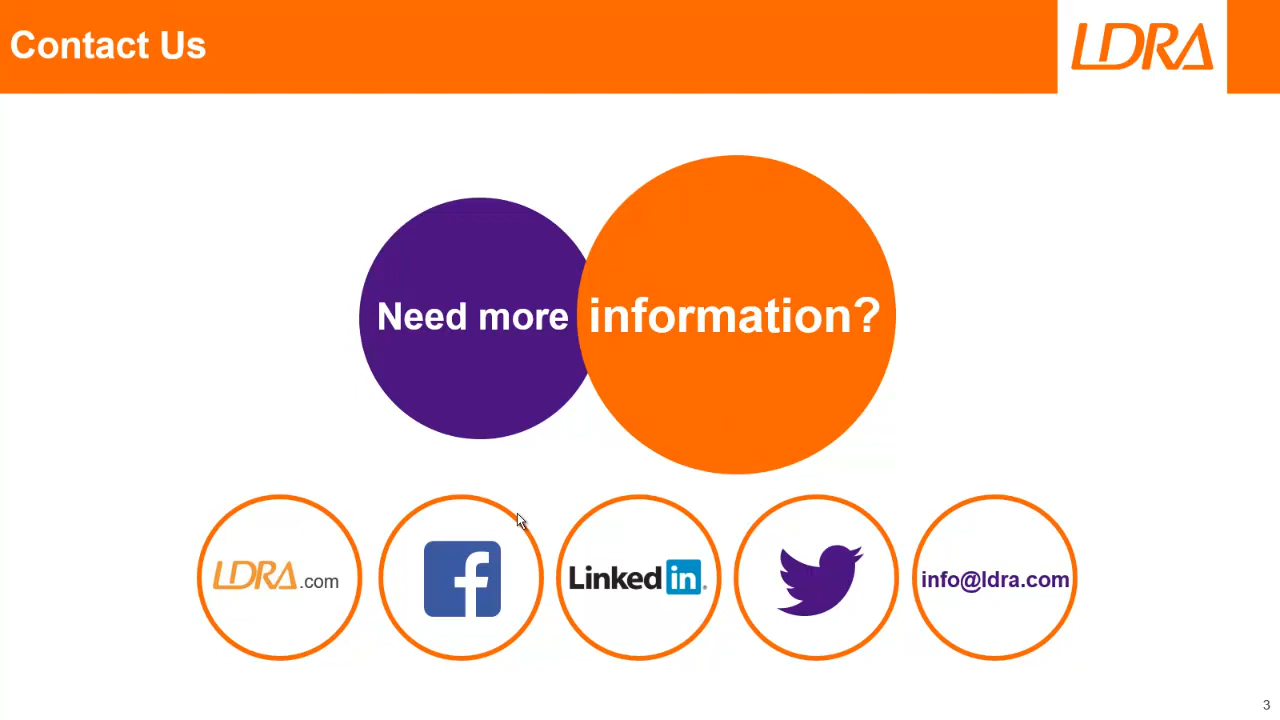 Contact Us
LDRA
Need more information?
LDRA.com
Linked in
info@ldra.com
3